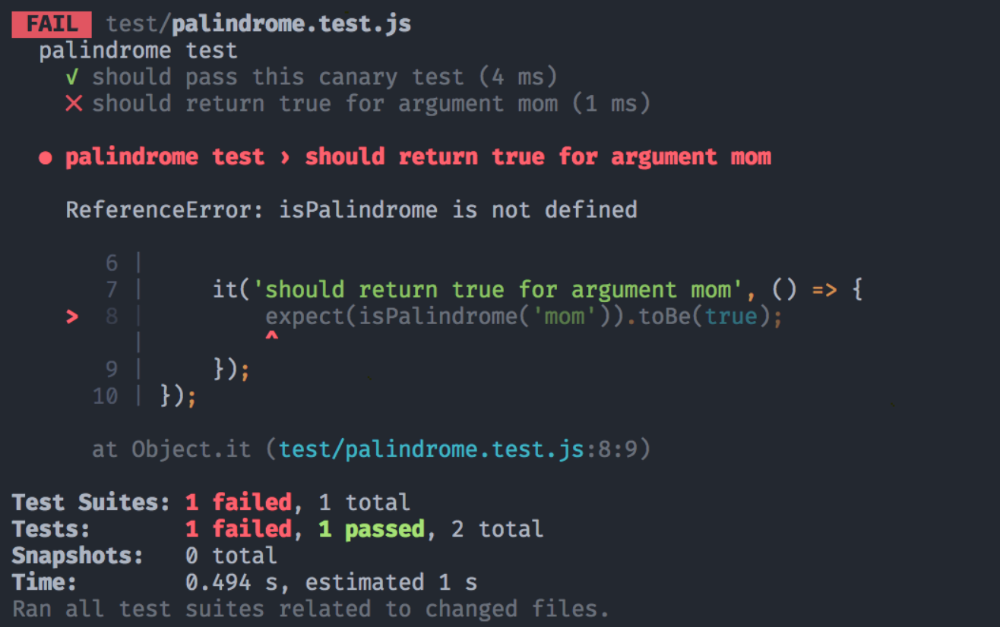 FAIL test/palindrome.test.js
palindrome test
√ should pass this canary test (4 ms)
✕ should return true for argument mom (1 ms)
● palindrome test › should return true for argument mom
ReferenceError: isPalindrome is not defined
6 |
7 | it('should return true for argument mom', () => {
> 8 | expect(isPalindrome('mom')).toBe(true);
| ^
9 | });
10 | });
at Object.it (test/palindrome.test.js:8:9)
Test Suites: 1 failed, 1 total
Tests: 1 failed, 1 passed, 2 total
Snapshots: 0 total
Time: 0.494 s, estimated 1 s
Ran all test suites related to changed files.